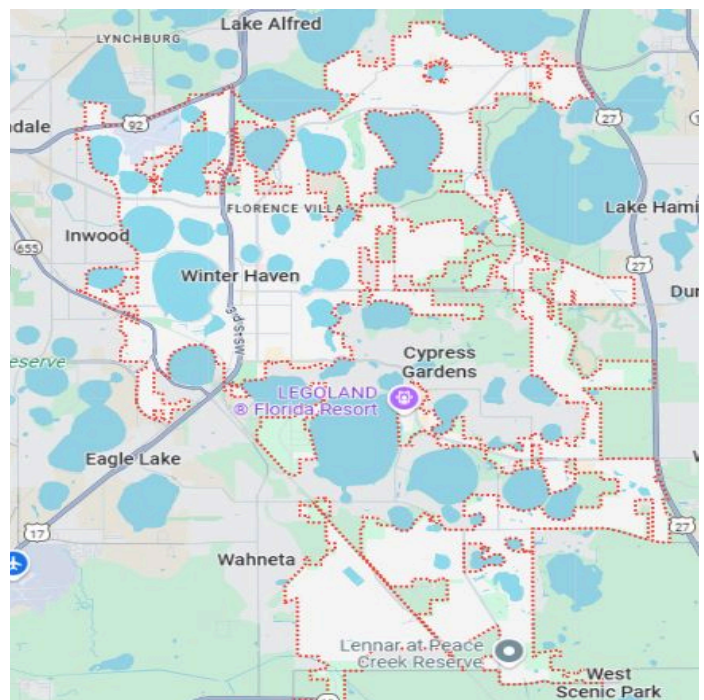 Lake Alfred
LYNCHBURG
92
27
dale
FLORENCE VILLA
Lake Hami
Inwood
655
27
Winter Haven
Dur
eserve
Cypress
Gardens
LEGOLAND
® Florida Resort
Eagle Lake
17
27
Wahneta
Lennar at Peace
Creek Reserve
West
Scenic Park